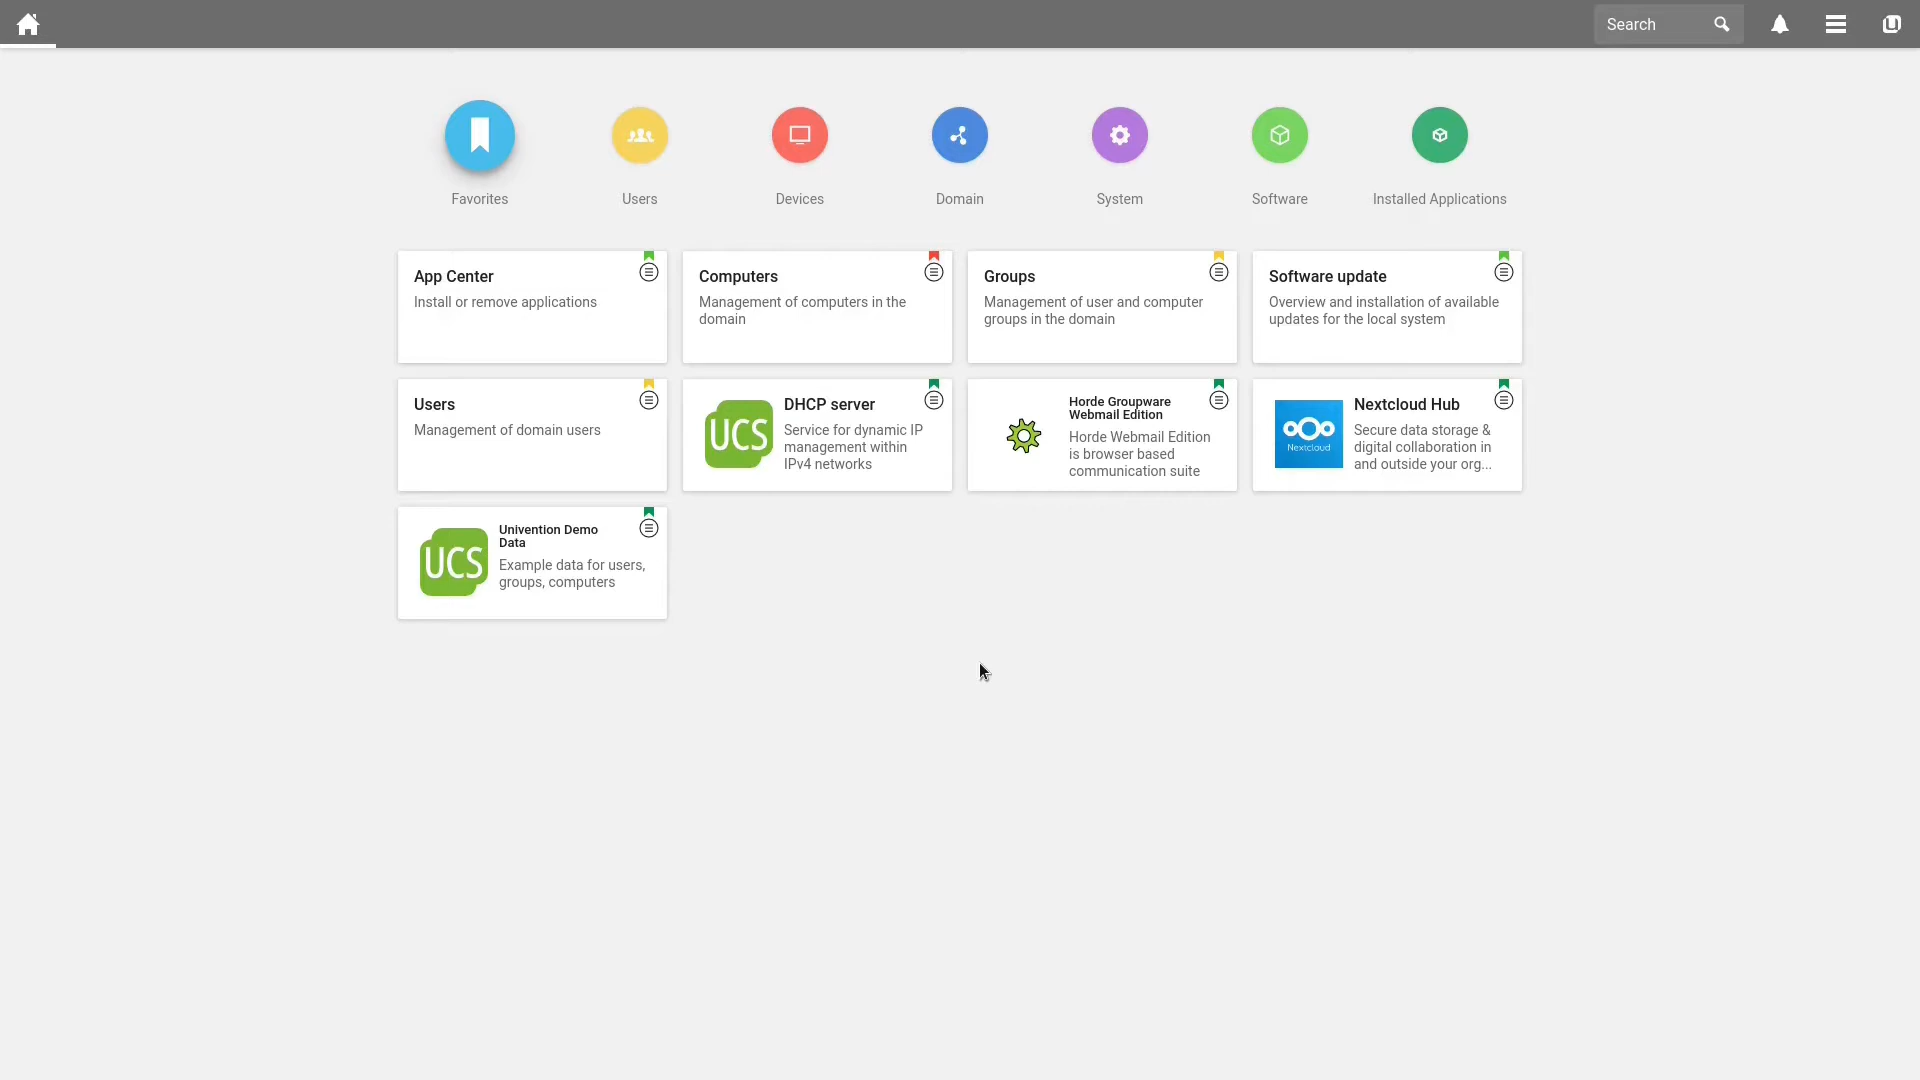 Search
Favorites
Users
Devices
Domain
System
Software
Installed Applications
App Center
Install or remove applications
Computers
Management of computers in the
domain
Groups
Management of user and computer
groups in the domain
Software update
Overview and installation of available
updates for the local system
Users
Management of domain users
UCS
DHCP server
Service for dynamic IP
management within
IPv4 networks
Horde Groupware
Webmail Edition
Horde Webmail Edition
is browser based
communication suite
Nextcloud
Nextcloud Hub
Secure data storage &
digital collaboration in
and outside your org...
UCS
Univention Demo
Data
Example data for users,
groups, computers